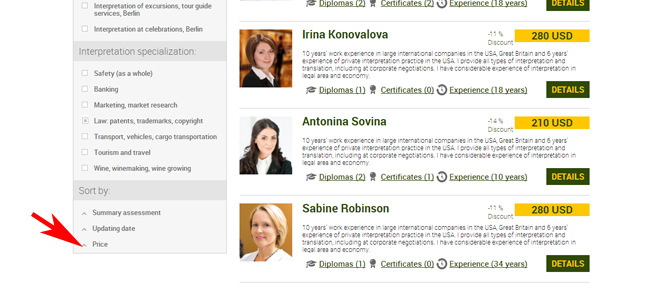 Interpretation of excursions, tour guide
services, Berlin
Interpretation at celebrations, Berlin
Interpretation specialization:
Safety (as a whole)
Banking
Marketing, market research
Law: patents, trademarks, copyright
Transport, vehicles, cargo transportation
Tourism and travel
Wine, winemaking, wine growing
Sort by:
Summary assessment
Updating date
Price
Diplomas (2) Certificates (2) Experience (18 years) DETAILS
Irina Konovalova -11 % Discount 280 USD
10 years' work experience in large international companies in the USA, Great Britain and 6 years'
experience of private interpretation practice in the USA. I provide all types of interpretation and
translation, including at corporate negotiations. I have considerable experience of interpretation in
legal area and economy.
Diplomas (1) Certificates (0) Experience (18 years) DETAILS
Antonina Sovina -14 % Discount 210 USD
10 years' work experience in large international companies in the USA, Great Britain and 6 years'
experience of private interpretation practice in the USA. I provide all types of interpretation and
translation, including at corporate negotiations. I have considerable experience of interpretation in
legal area and economy.
Diplomas (2) Certificates (1) Experience (10 years) DETAILS
Sabine Robinson -11 % Discount 280 USD
10 years' work experience in large international companies in the USA, Great Britain and 6 years'
experience of private interpretation practice in the USA. I provide all types of interpretation and
translation, including at corporate negotiations. I have considerable experience of interpretation in
legal area and economy.
Diplomas (1) Certificates (0) Experience (34 years) DETAILS